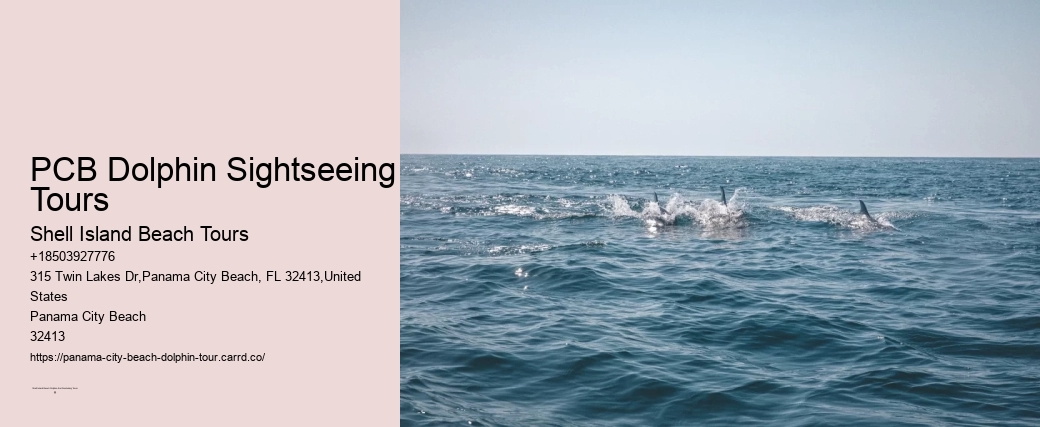 PCB Dolphin Sightseeing
Tours
Shell Island Beach Tours
+18503927776
315 Twin Lakes Dr,Panama City Beach, FL 32413,United
States
Panama City Beach
32413
https://panama-city-beach-dolphin-tour.carrd.co/